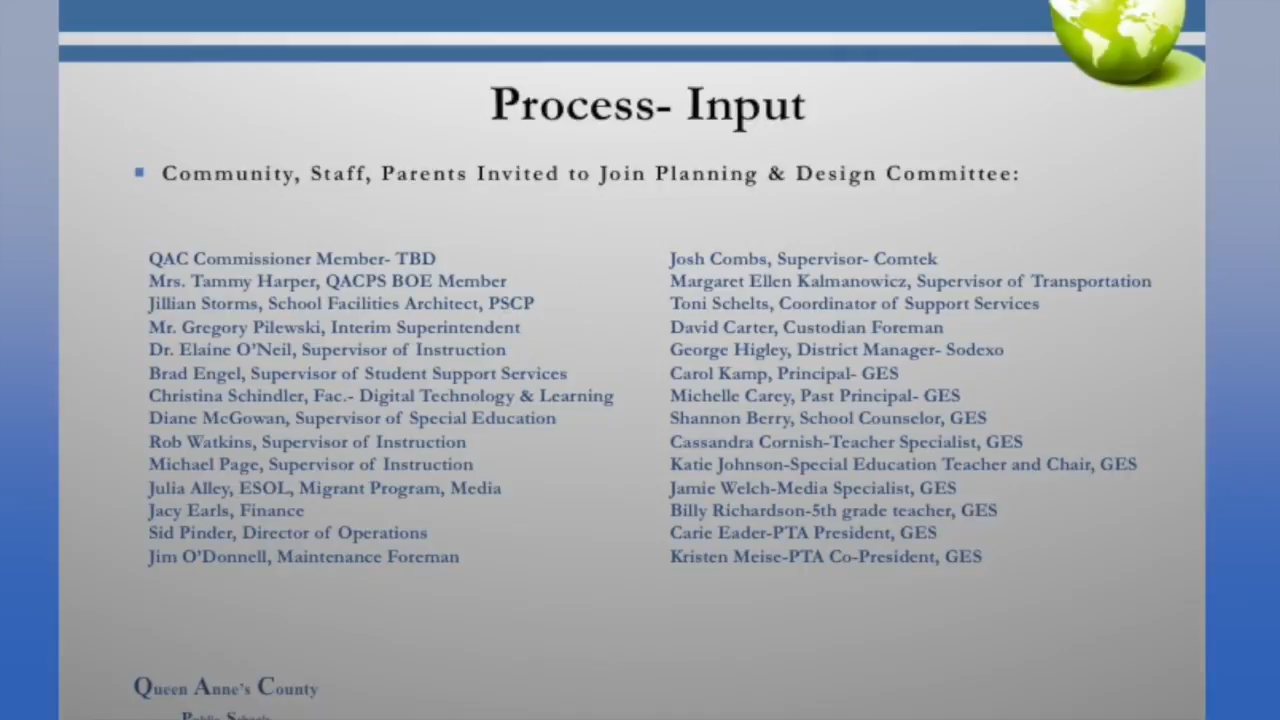 Process- Input
Community, Staff, Parents Invited to Join Planning & Design Committee:
QAC Commissioner Member- TBD
Mrs. Tammy Harper, QACPS BOE Member
Jillian Storms, School Facilities Architect, PSCP
Mr. Gregory Pilewski, Interim Superintendent
Dr. Elaine O'Neil, Supervisor of Instruction
Brad Engel, Supervisor of Student Support Services
Christina Schindler, Fac.- Digital Technology & Learning
Diane McGowan, Supervisor of Special Education
Rob Watkins, Supervisor of Instruction
Michael Page, Supervisor of Instruction
Julia Alley, ESOL, Migrant Program, Media
Jacy Earls, Finance
Sid Pinder, Director of Operations
Jim O'Donnell, Maintenance Foreman
Josh Combs, Supervisor- Comtek
Margaret Ellen Kalmanowicz, Supervisor of Transportation
Toni Schelts, Coordinator of Support Services
David Carter, Custodian Foreman
George Higley, District Manager- Sodexo
Carol Kamp, Principal- GES
Michelle Carey, Past Principal- GES
Shannon Berry, School Counselor, GES
Cassandra Cornish-Teacher Specialist, GES
Katie Johnson-Special Education Teacher and Chair, GES
Jamie Welch-Media Specialist, GES
Billy Richardson-5th grade teacher, GES
Carie Eader-PTA President, GES
Kristen Meise-PTA Co-President, GES
Queen Anne's County
Public Schools